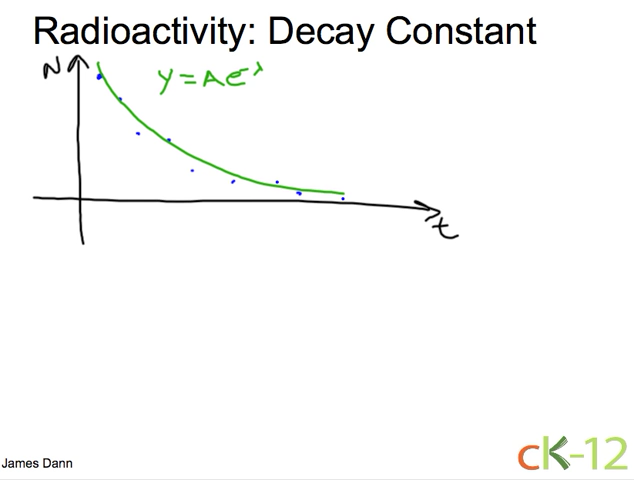 Radioactivity: Decay Constant
N
y = Ae^-λ
t
James Dann
cK-12